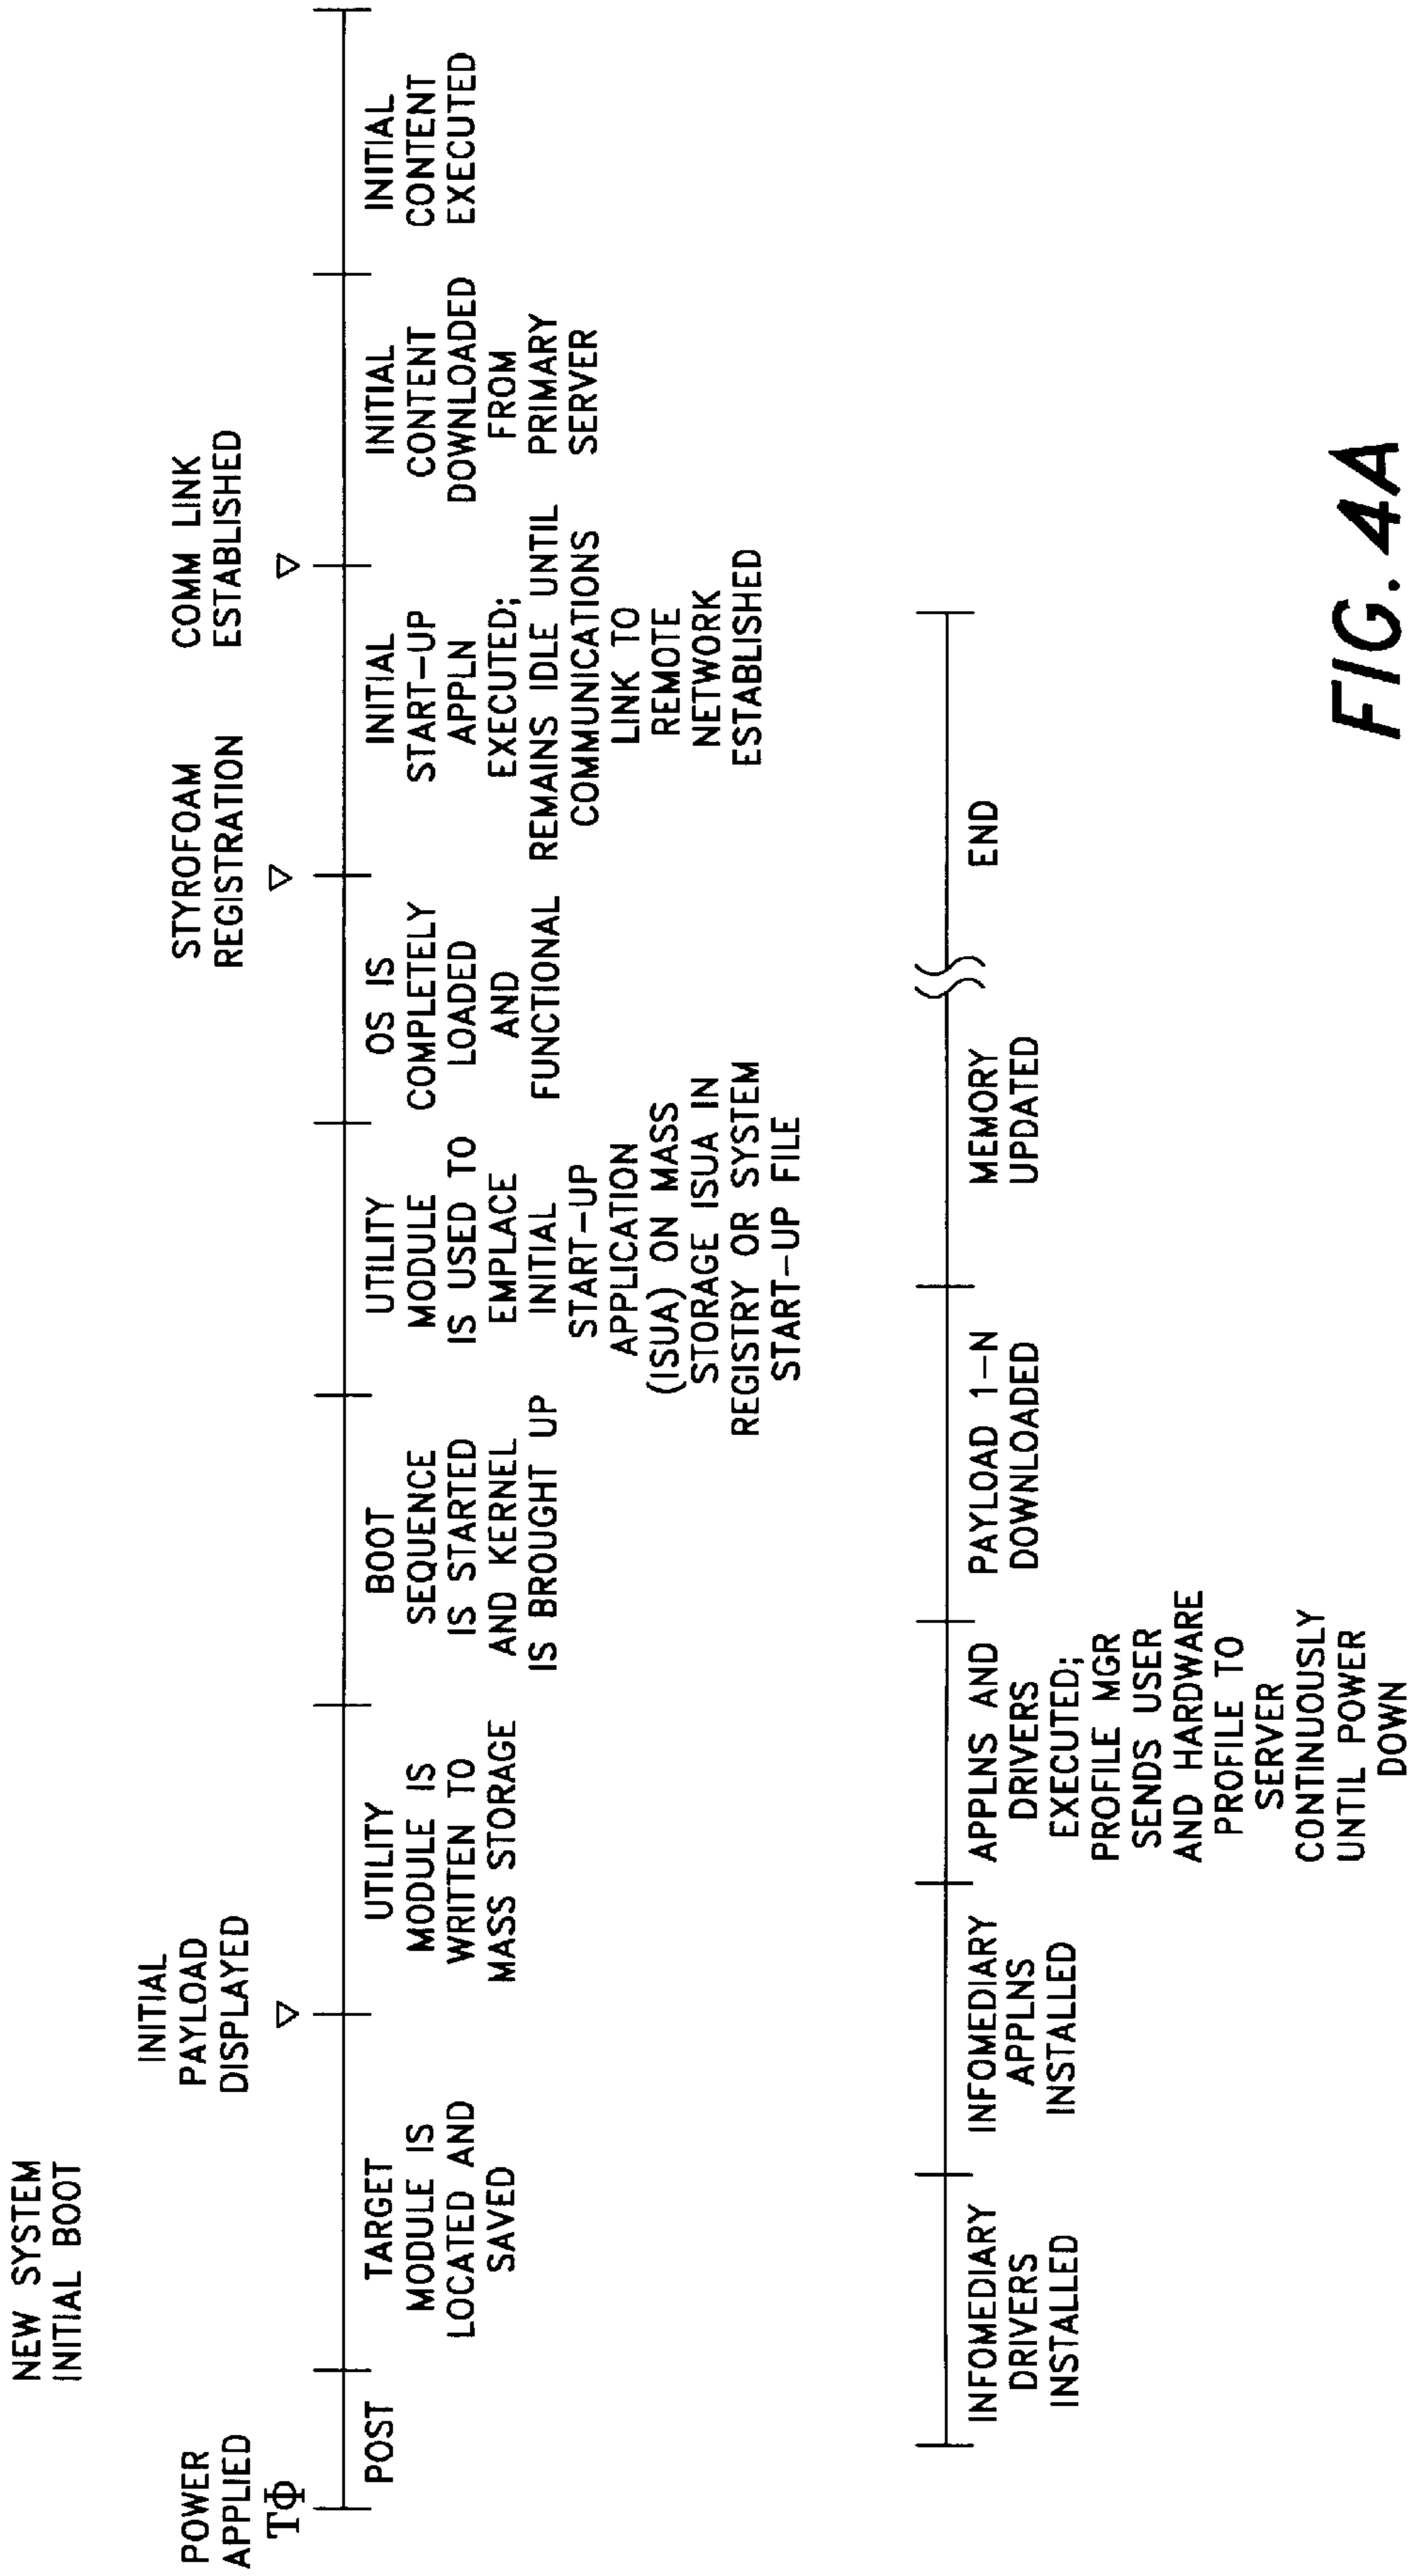 NEW SYSTEM
INITIAL BOOT
POWER
APPLIED
TΦ
INITIAL
PAYLOAD
DISPLAYED
STYROFOAM
REGISTRATION
COMM LINK
ESTABLISHED
POST
TARGET
MODULE IS
LOCATED AND
SAVED
UTILITY
MODULE IS
WRITTEN TO
MASS STORAGE
BOOT
SEQUENCE
IS STARTED
AND KERNEL
IS BROUGHT UP
UTILITY
MODULE
IS USED TO
EMPLACE
INITIAL
START-UP
APPLICATION
(ISUA) ON MASS
STORAGE ISUA IN
REGISTRY OR SYSTEM
START-UP FILE
OS IS
COMPLETELY
LOADED
AND
FUNCTIONAL
INITIAL
START-UP
APPLN
EXECUTED;
REMAINS IDLE UNTIL
COMMUNICATIONS
LINK TO
REMOTE
NETWORK
ESTABLISHED
INITIAL
CONTENT
DOWNLOADED
FROM
PRIMARY
SERVER
INITIAL
CONTENT
EXECUTED
INFOMEDIARY
DRIVERS
INSTALLED
INFOMEDIARY
APPLNS
INSTALLED
APPLNS AND
DRIVERS
EXECUTED;
PROFILE MGR
SENDS USER
AND HARDWARE
PROFILE TO
SERVER
CONTINUOUSLY
UNTIL POWER
DOWN
PAYLOAD 1-N
DOWNLOADED
MEMORY
UPDATED
END
FIG. 4A